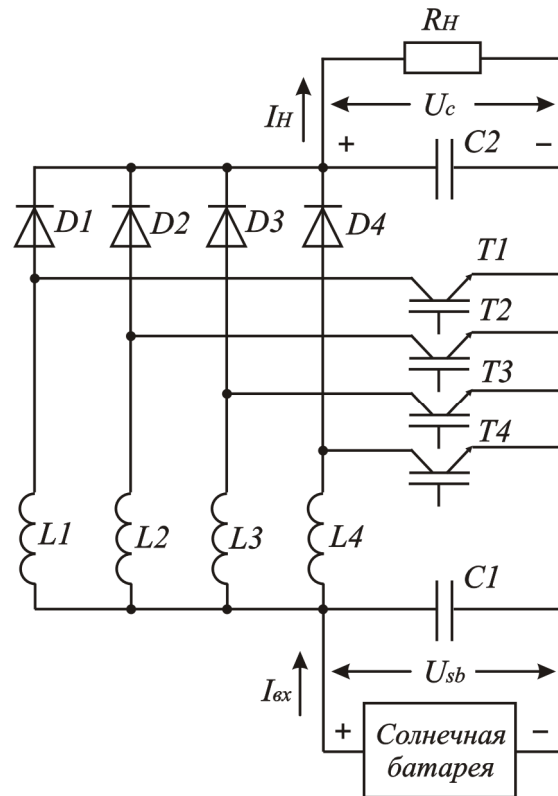 Rн
Iн
Uc
+
C2
−
D1
D2
D3
D4
T1
T2
T3
T4
L1
L2
L3
L4
C1
Iвх
Usb
+
−
Солнечная
батарея